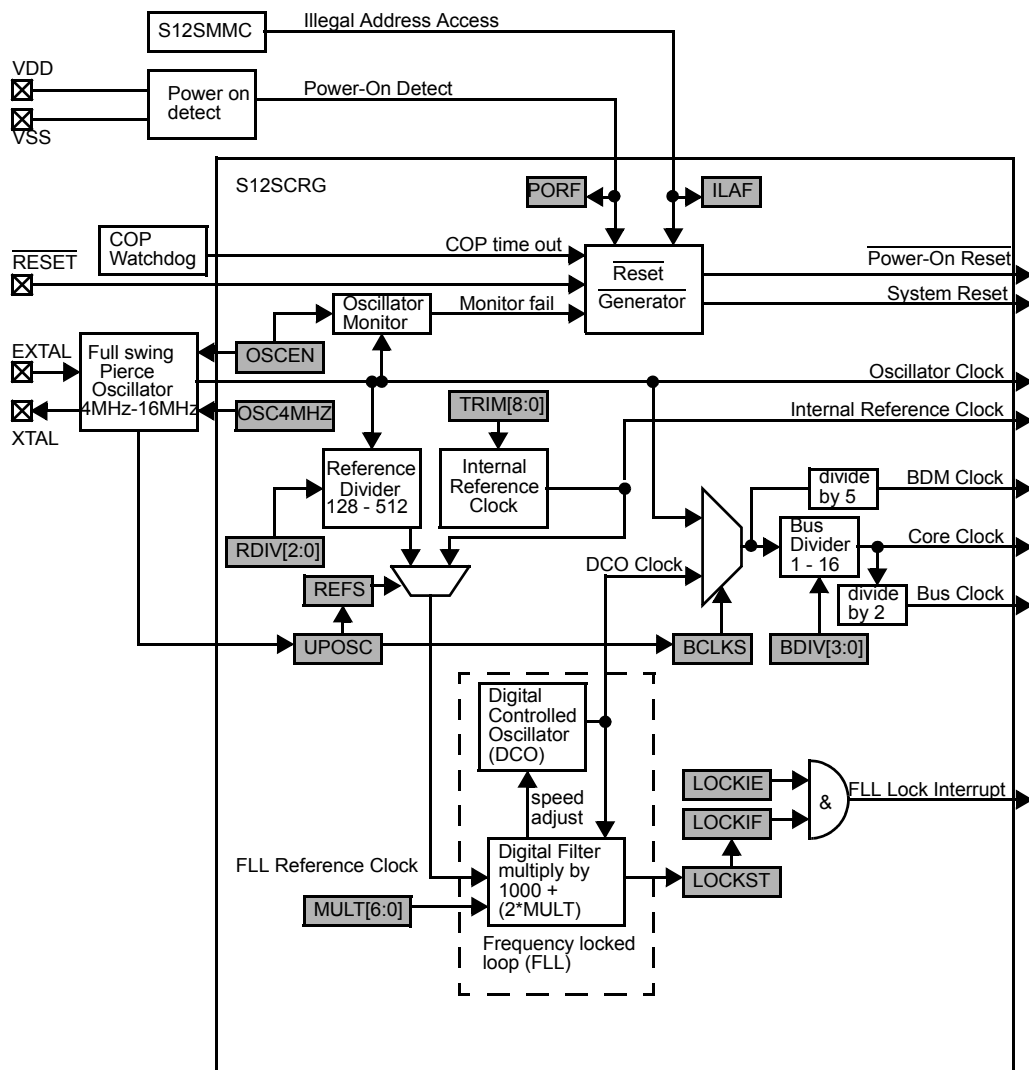 S12SMMC
Illegal Address Access
VDD
VSS
Power on
detect
Power-On Detect
S12SCRG
PORF
ILAF
COP
Watchdog
COP time out
RESET
Reset
Generator
Power-On Reset
System Reset
Oscillator
Monitor
Monitor fail
OSCEN
EXTAL
XTAL
Full swing
Pierce
Oscillator
4MHz-16MHz
OSC4MHZ
Oscillator Clock
TRIM[8:0]
Internal Reference Clock
Reference
Divider
128 - 512
Internal
Reference
Clock
RDIV[2:0]
REFS
UPOSC
DCO Clock
BCLKS
divide
by 5
BDM Clock
Bus
Divider
1 - 16
Core Clock
divide
by 2
Bus Clock
BDIV[3:0]
Digital
Controlled
Oscillator
(DCO)
speed
adjust
LOCKIE
LOCKIF
LOCKST
&
FLL Lock Interrupt
FLL Reference Clock
MULT[6:0]
Digital Filter
multiply by
1000 +
(2*MULT)
Frequency locked
loop (FLL)